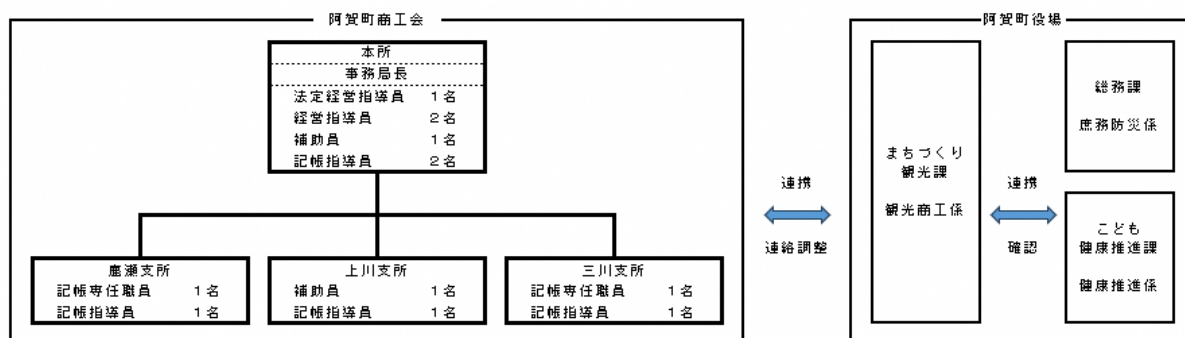 阿賀町商工会
本所
事務局長
法定経営指導員 1名
経営指導員 2名
補助員 1名
記帳指導員 2名
鹿瀬支所
記帳専任職員 1名
記帳指導員 1名
上川支所
補助員 1名
記帳指導員 1名
三川支所
記帳専任職員 1名
記帳指導員 1名
連携
連絡調整
阿賀町役場
まちづくり
観光課
観光商工係
連携
確認
総務課
庶務防災係
こども
健康推進課
健康推進係